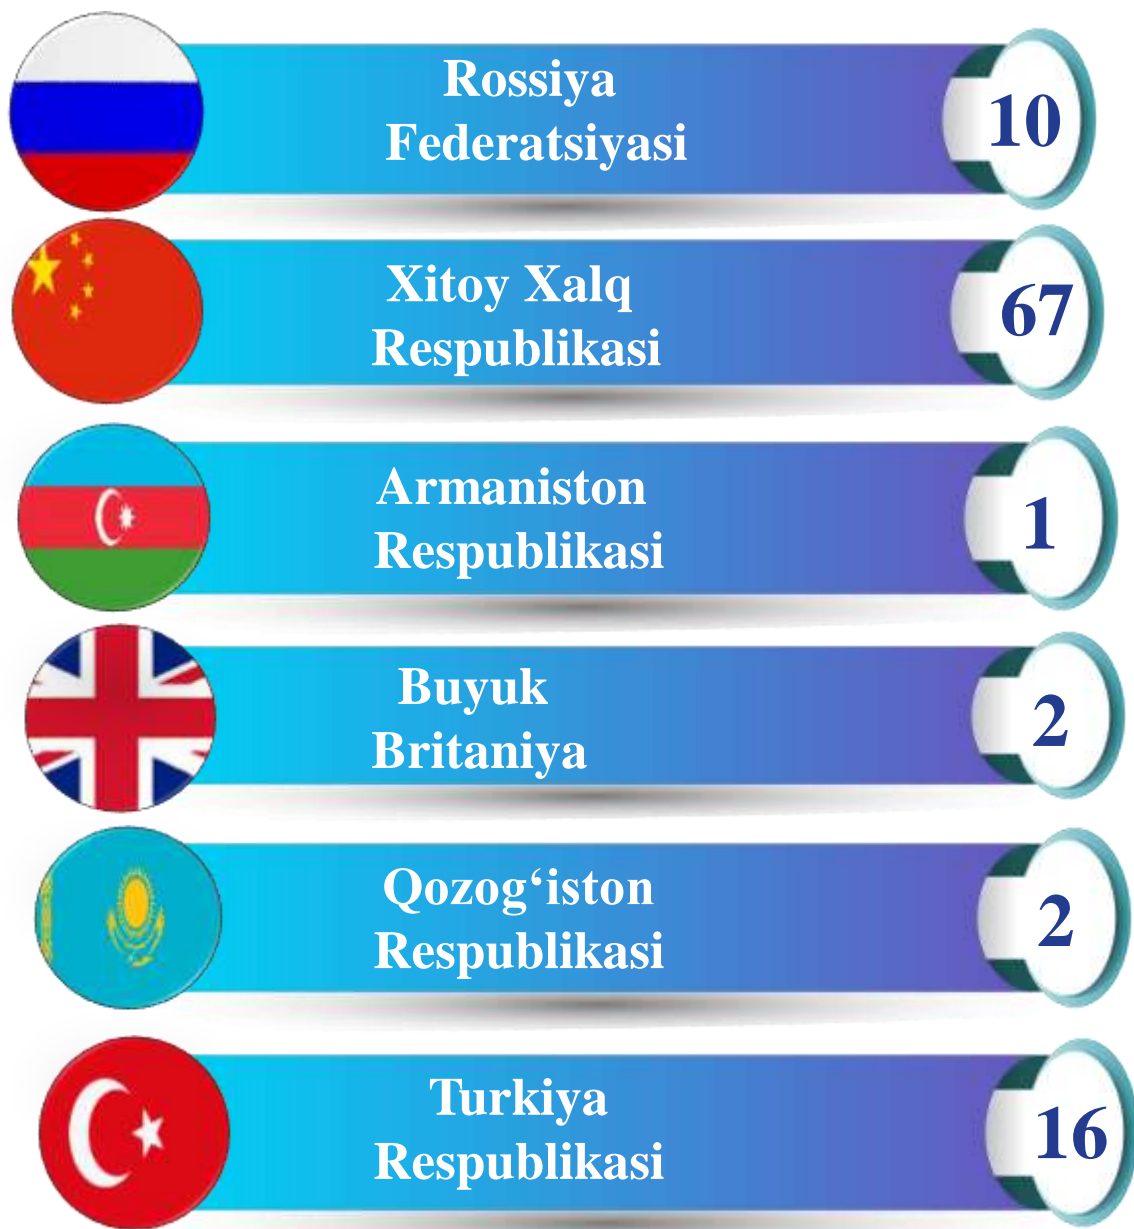 Rossiya
Federatsiyasi
10
Xitoy Xalq
Respublikasi
67
Armaniston
Respublikasi
1
Buyuk
Britaniya
2
Qozog‘iston
Respublikasi
2
Turkiya
Respublikasi
16